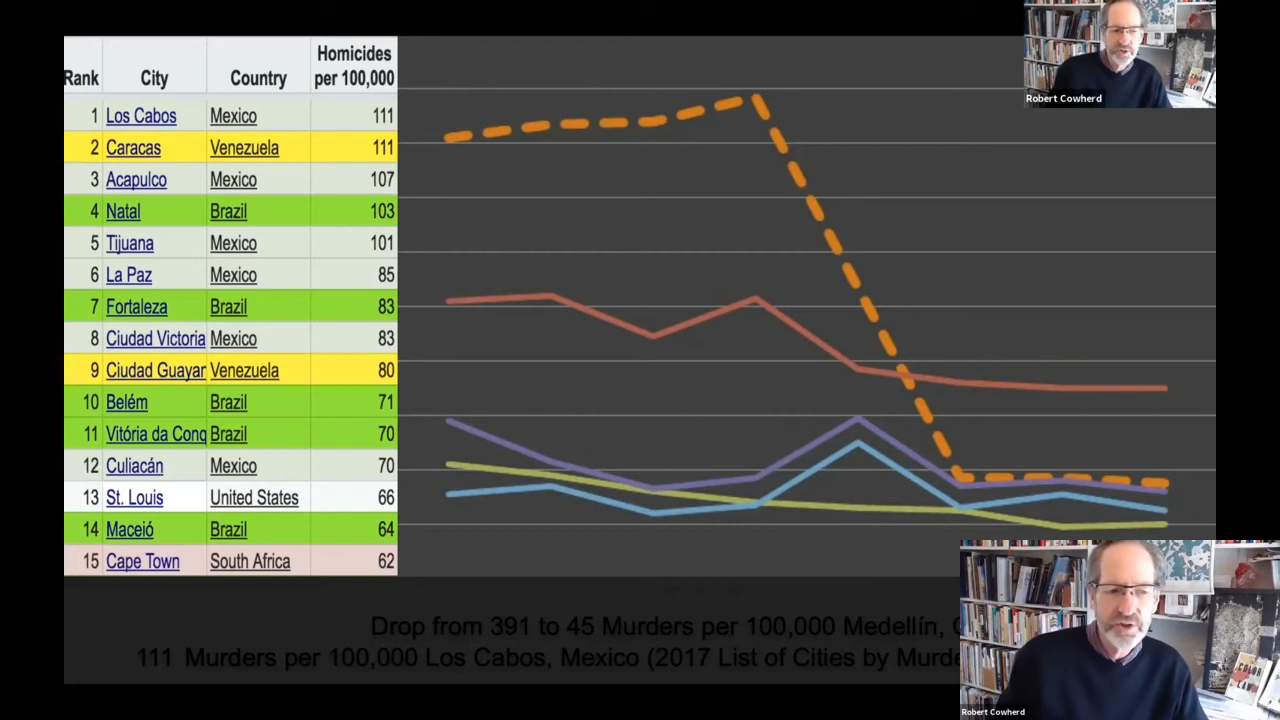 Rank City Country Homicides per 100,000
1 Los Cabos Mexico 111
2 Caracas Venezuela 111
3 Acapulco Mexico 107
4 Natal Brazil 103
5 Tijuana Mexico 101
6 La Paz Mexico 85
7 Fortaleza Brazil 83
8 Ciudad Victoria Mexico 83
9 Ciudad Guayar Venezuela 80
10 Belém Brazil 71
11 Vitória da Conq Brazil 70
12 Culiacán Mexico 70
13 St. Louis United States 66
14 Maceió Brazil 64
15 Cape Town South Africa 62
Robert Cowherd
Drop from 391 to 45 Murders per 100,000 Medellín,
111 Murders per 100,000 Los Cabos, Mexico (2017 List of Cities by Murde
Robert Cowherd